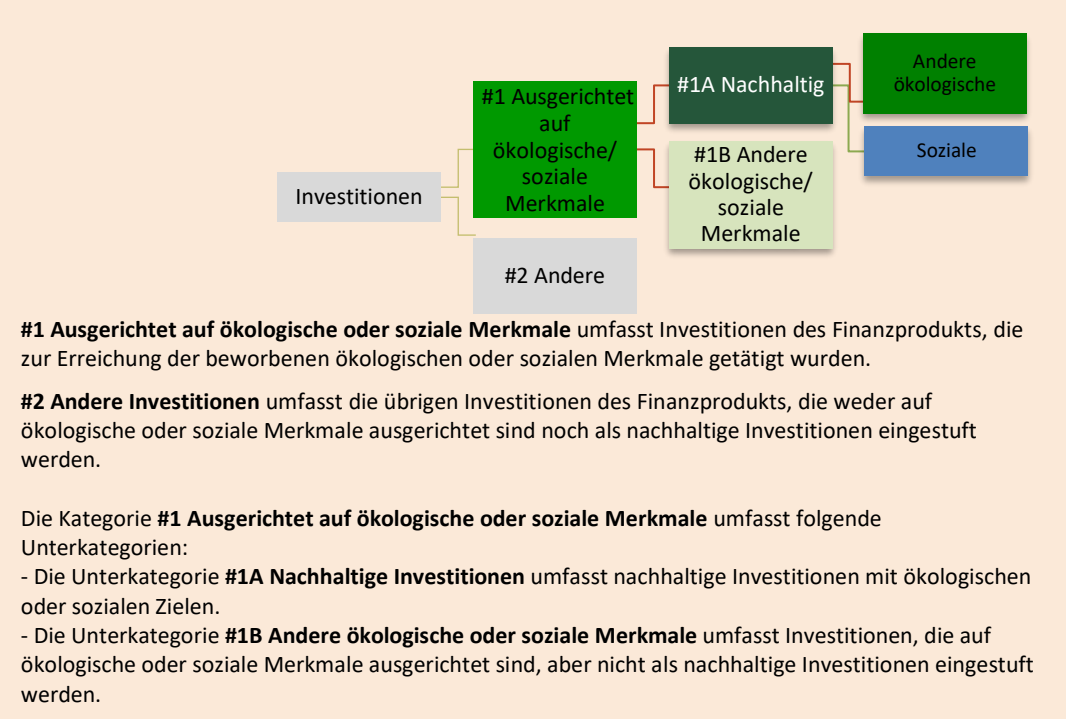 Investitionen
#1 Ausgerichtet
auf
ökologische/
soziale
Merkmale
#2 Andere
#1A Nachhaltig
#1B Andere
ökologische/
soziale
Merkmale
Andere
ökologische
Soziale
#1 Ausgerichtet auf ökologische oder soziale Merkmale umfasst Investitionen des Finanzprodukts, die
zur Erreichung der beworbenen ökologischen oder sozialen Merkmale getätigt wurden.
#2 Andere Investitionen umfasst die übrigen Investitionen des Finanzprodukts, die weder auf
ökologische oder soziale Merkmale ausgerichtet sind noch als nachhaltige Investitionen eingestuft
werden.
Die Kategorie #1 Ausgerichtet auf ökologische oder soziale Merkmale umfasst folgende
Unterkategorien:
- Die Unterkategorie #1A Nachhaltige Investitionen umfasst nachhaltige Investitionen mit ökologischen
oder sozialen Zielen.
- Die Unterkategorie #1B Andere ökologische oder soziale Merkmale umfasst Investitionen, die auf
ökologische oder soziale Merkmale ausgerichtet sind, aber nicht als nachhaltige Investitionen eingestuft
werden.